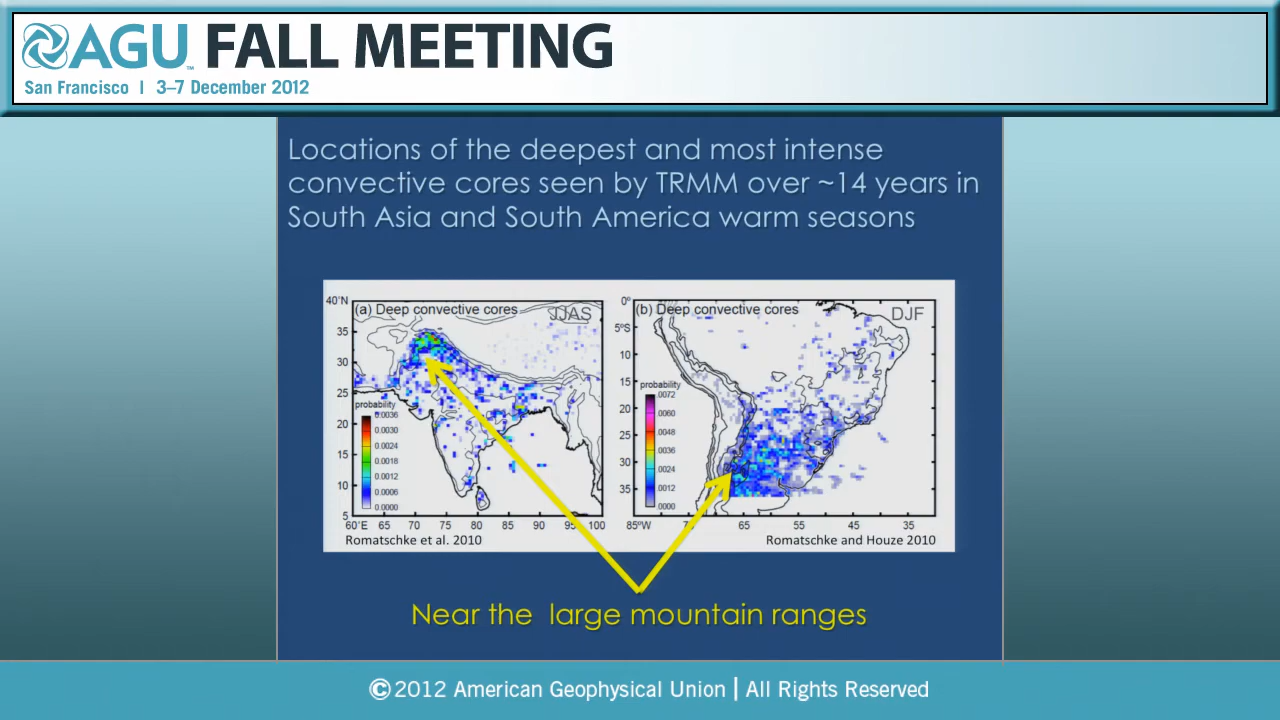 AGU™ FALL MEETING
San Francisco | 3–7 December 2012
Locations of the deepest and most intense
convective cores seen by TRMM over ~14 years in
South Asia and South America warm seasons
40°N
(a) Deep convective cores
JJAS
35
30
25
20
15
10
5
probability
0.0036
0.0030
0.0024
0.0018
0.0012
0.0006
0.0000
60°E 65 70 75 80 85 90 95 100
Romatschke et al. 2010
0°
(b) Deep convective cores
DJF
5°S
10
15
20
25
30
35
probability
.0072
.0060
.0048
.0036
.0024
.0012
.0000
85°W 65 55 45 35
Romatschke and Houze 2010
Near the large mountain ranges
©2012 American Geophysical Union | All Rights Reserved